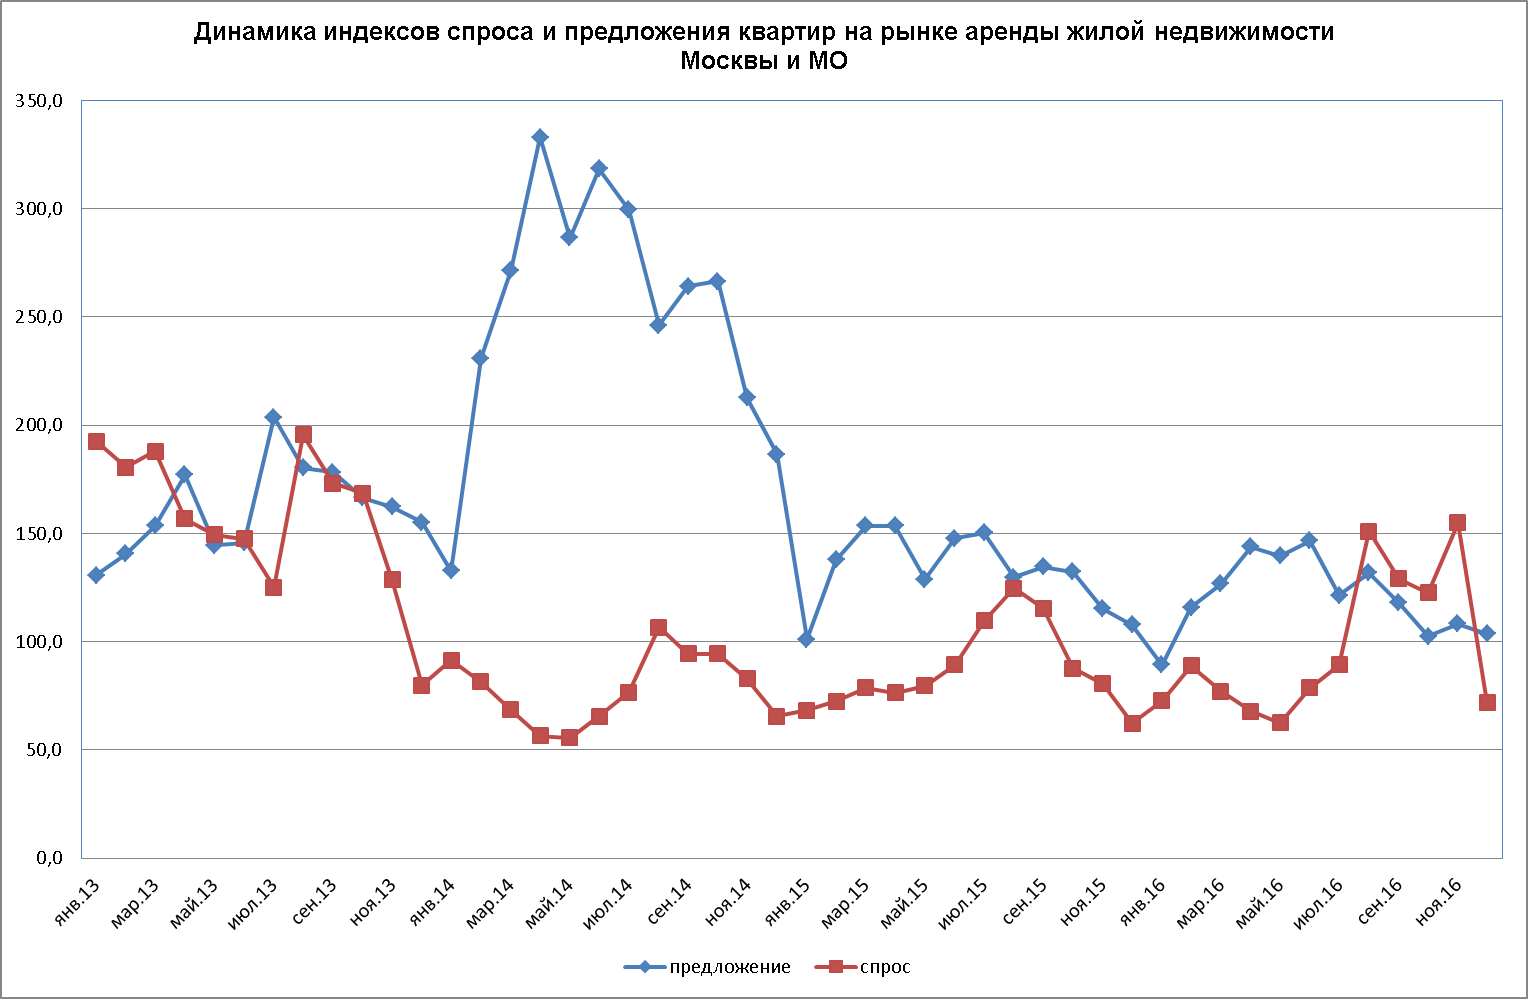 Динамика индексов спроса и предложения квартир на рынке аренды жилой недвижимости
Москвы и МО
350,0
300,0
250,0
200,0
150,0
100,0
50,0
0,0
янв.13
мар.13
май.13
июл.13
сен.13
ноя.13
янв.14
мар.14
май.14
июл.14
сен.14
ноя.14
янв.15
мар.15
май.15
июл.15
сен.15
ноя.15
янв.16
мар.16
май.16
июл.16
сен.16
ноя.16
предложение
спрос